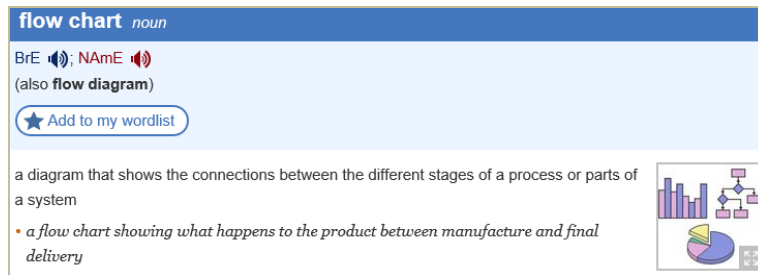 flow chart noun
BrE ; NAmE
(also flow diagram)
Add to my wordlist
a diagram that shows the connections between the different stages of a process or parts of
a system
• a flow chart showing what happens to the product between manufacture and final
delivery